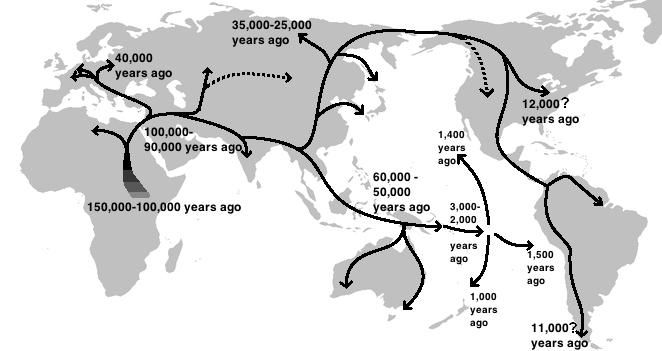 35,000-25,000
years ago
40,000
years ago
100,000-
90,000 years ago
150,000-100,000 years ago
12,000?
years ago
1,400
years
ago
60,000 -
50,000
years ago
3,000-
2,000
years
ago
1,500
years
ago
1,000
years
ago
11,000?
years ago